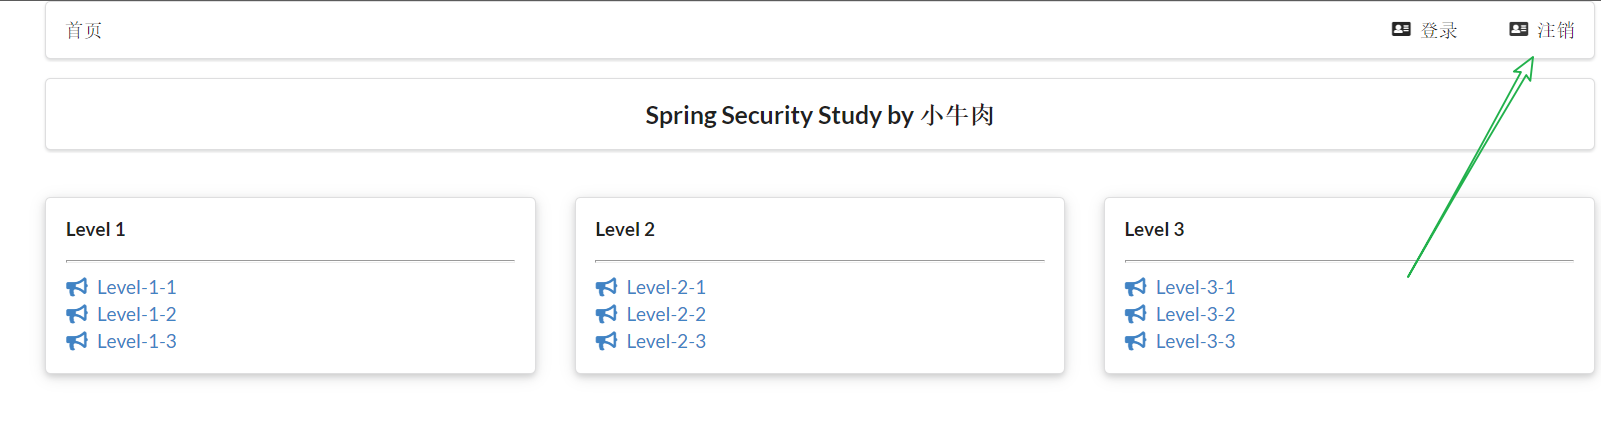 首页 登录 注销
Spring Security Study by 小牛肉
Level 1
Level-1-1
Level-1-2
Level-1-3
Level 2
Level-2-1
Level-2-2
Level-2-3
Level 3
Level-3-1
Level-3-2
Level-3-3